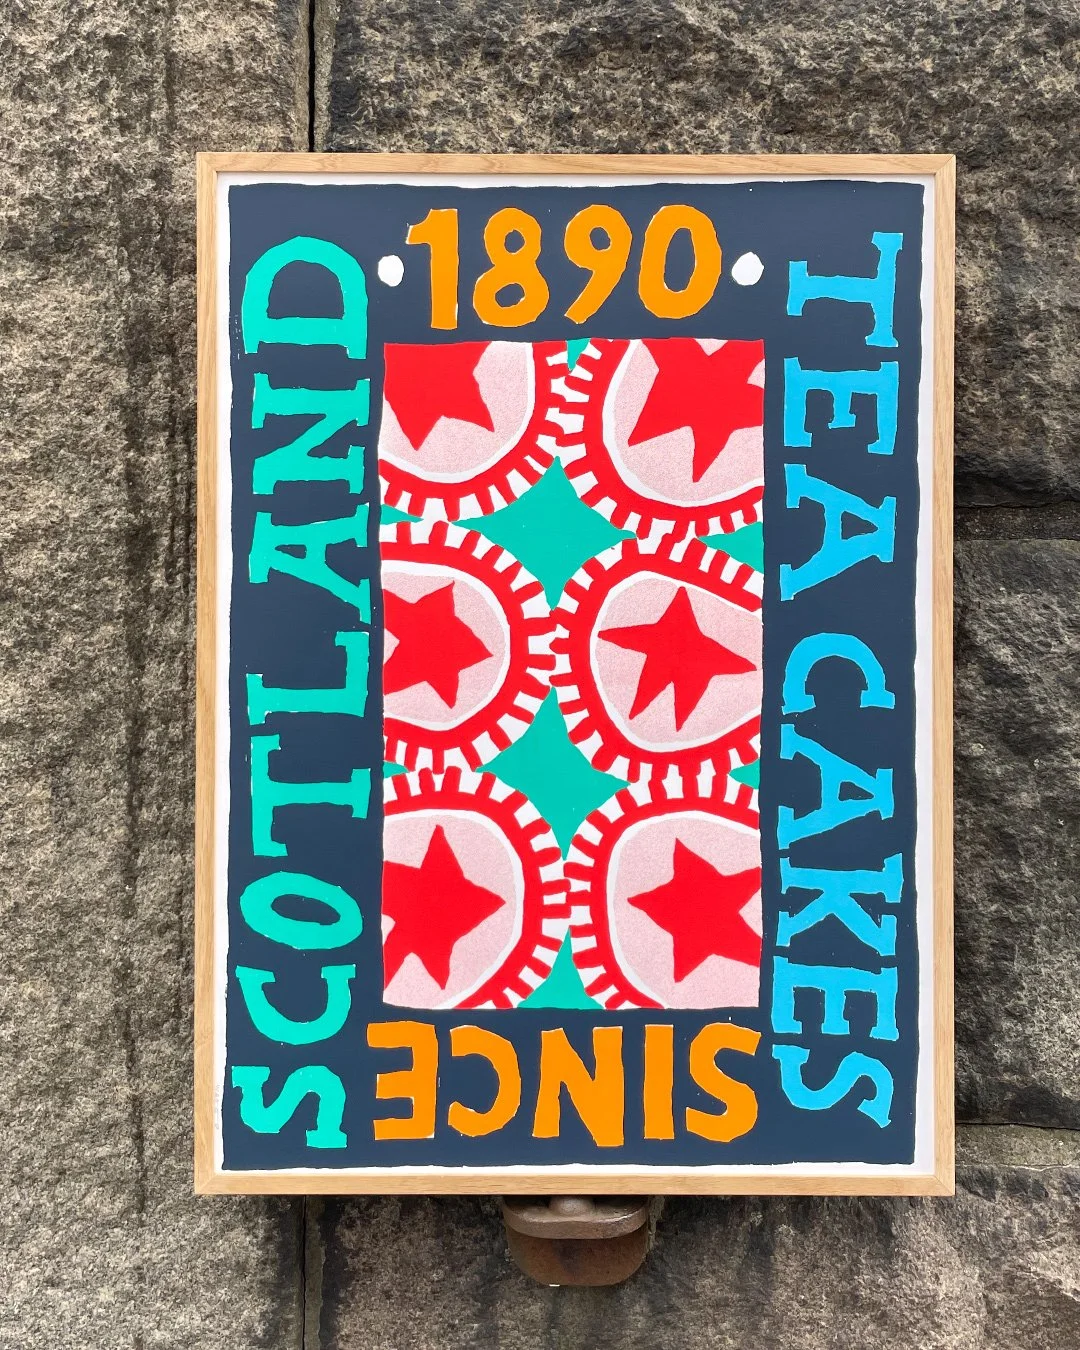 1890
TEA CAKES
SINCE
SCOTLAND